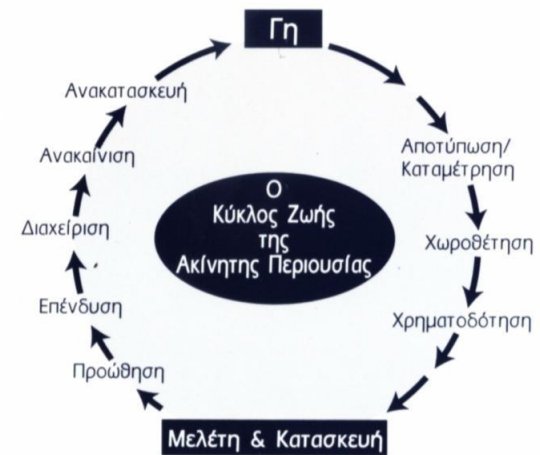 Γη
Αποτύπωση/
Καταμέτρηση
Χωροθέτηση
Χρηματοδότηση
Μελέτη & Κατασκευή
Προώθηση
Επένδυση
Διαχείριση
Ανακαίνιση
Ανακατασκευή
Ο
Κύκλος Ζωής
της
Ακίνητης Περιουσίας